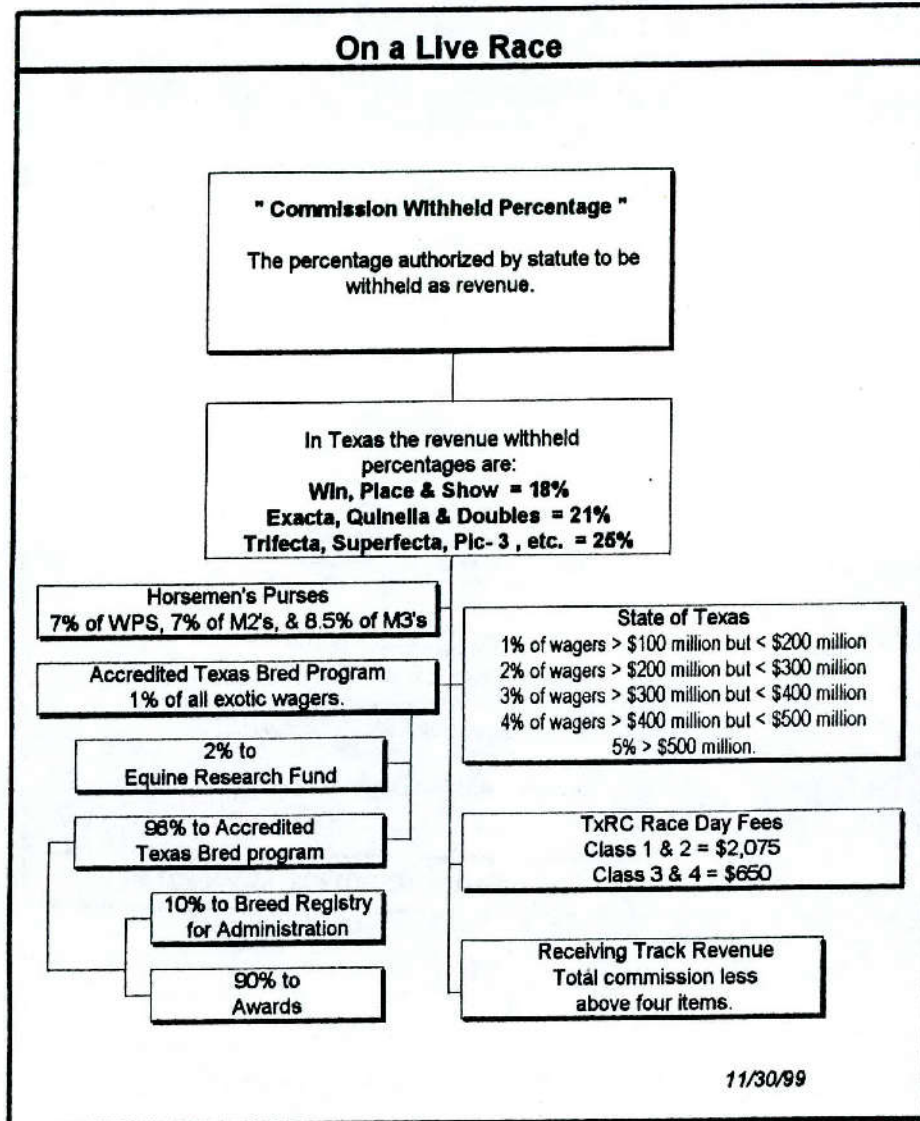 On a Live Race
" Commission Withheld Percentage "
The percentage authorized by statute to be
withheld as revenue.
In Texas the revenue withheld
percentages are:
Win, Place & Show = 18%
Exacta, Quinella & Doubles = 21%
Trifecta, Superfecta, Pic- 3 , etc. = 25%
Horsemen's Purses
7% of WPS, 7% of M2's, & 8.5% of M3's
Accredited Texas Bred Program
1% of all exotic wagers.
2% to
Equine Research Fund
98% to Accredited
Texas Bred program
10% to Breed Registry
for Administration
90% to
Awards
State of Texas
1% of wagers > $100 million but < $200 million
2% of wagers > $200 million but < $300 million
3% of wagers > $300 million but < $400 million
4% of wagers > $400 million but < $500 million
5% > $500 million.
TxRC Race Day Fees
Class 1 & 2 = $2,075
Class 3 & 4 = $650
Receiving Track Revenue
Total commission less
above four items.
11/30/99